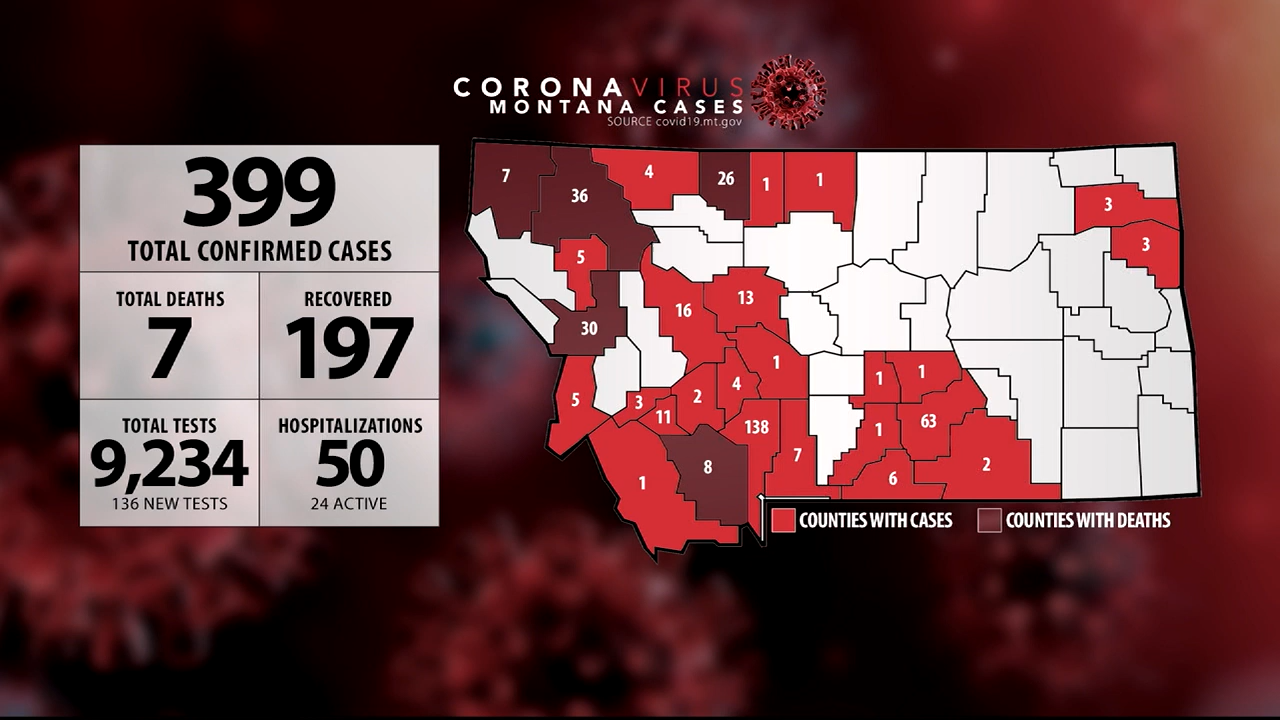 CORONAVIRUS
MONTANA CASES
SOURCE covid19.mt.gov
399
TOTAL CONFIRMED CASES
TOTAL DEATHS
7
RECOVERED
197
TOTAL TESTS
9,234
136 NEW TESTS
HOSPITALIZATIONS
50
24 ACTIVE
7
36
4
26
1
1
3
3
5
16
13
30
1
1
1
5
3
11
2
4
138
1
63
7
8
1
6
2
COUNTIES WITH CASES
COUNTIES WITH DEATHS